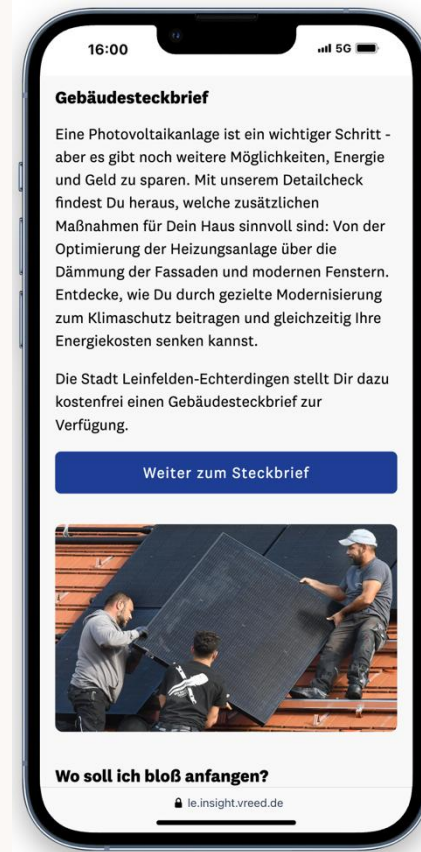 16:00
5G
Gebäudesteckbrief
Eine Photovoltaikanlage ist ein wichtiger Schritt -
aber es gibt noch weitere Möglichkeiten, Energie
und Geld zu sparen. Mit unserem Detailcheck
findest Du heraus, welche zusätzlichen
Maßnahmen für Dein Haus sinnvoll sind: Von der
Optimierung der Heizungsanlage über die
Dämmung der Fassaden und modernen Fenstern.
Entdecke, wie Du durch gezielte Modernisierung
zum Klimaschutz beitragen und gleichzeitig Ihre
Energiekosten senken kannst.
Die Stadt Leinfelden-Echterdingen stellt Dir dazu
kostenfrei einen Gebäudesteckbrief zur
Verfügung.
Weiter zum Steckbrief
Wo soll ich bloß anfangen?
le.insight.vreed.de